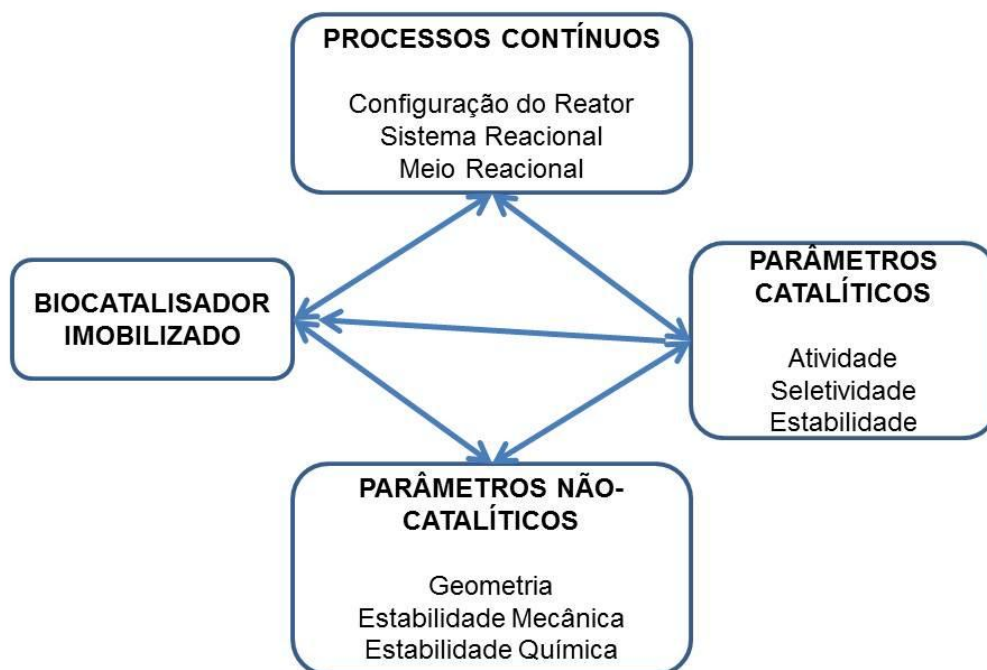 PROCESSOS CONTÍNUOS
Configuração do Reator
Sistema Reacional
Meio Reacional
BIOCATALISADOR
IMOBILIZADO
PARÂMETROS
CATALÍTICOS
Atividade
Seletividade
Estabilidade
PARÂMETROS NÃO-
CATALÍTICOS
Geometria
Estabilidade Mecânica
Estabilidade Química